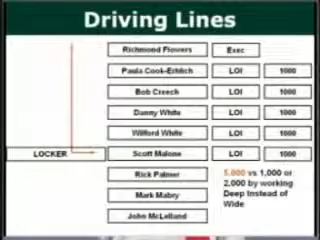 Driving Lines
Richmond Flowers Exec
Paula Cook-Ethtich LOI 1000
Bob Creech LOI 1000
Danny White LOI 1000
Wilford White LOI 1000
LOCKER Scott Malone LOI 1000
Rick Palmer
Mark Mabry
John McLelland
5,000 vs 1,000 or
2,000 by working
Deep Instead of
Wide